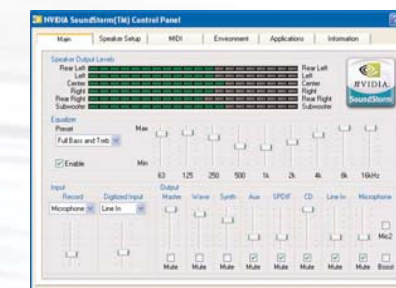 NVIDIA SoundStorm(TM) Control Panel
Main Speaker Setup MIDI Environment Applications Information
Speaker Output Levels
Rear Left Rear Left
Left Left
Center Center
Right Right
Rear Right Rear Right
Subwoofer Subwoofer
NVIDIA
SoundStorm
Equalizer
Preset Max
Full Bass and Treb
Enable Min
63 125 250 500 1k 2k 4k 8k 16kHz
Input Output
Record Digitized Input Master Wave Synth Aux SPDIF CD Line In Microphone
Microphone Line In
Mic2
Mute Mute Mute Mute Mute Mute Mute Mute Boost